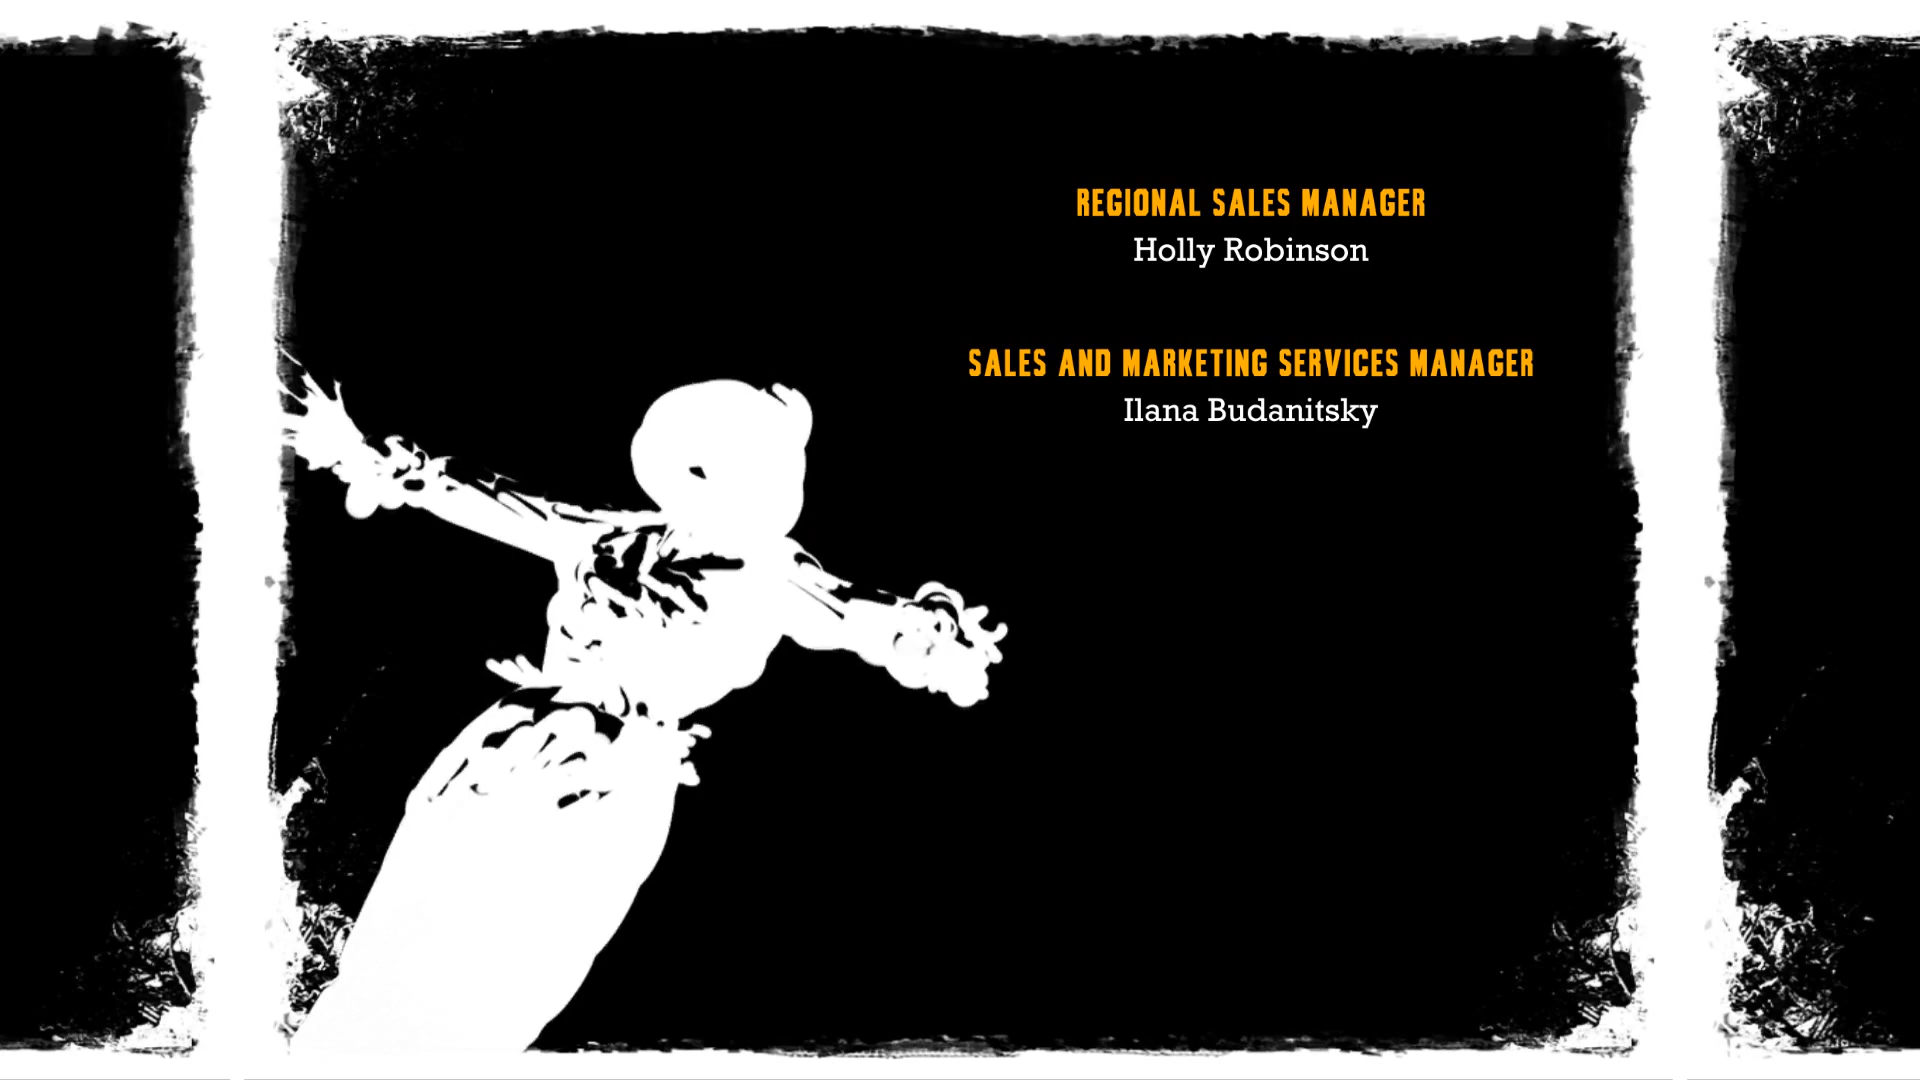 REGIONAL SALES MANAGER
Holly Robinson
SALES AND MARKETING SERVICES MANAGER
Ilana Budanitsky